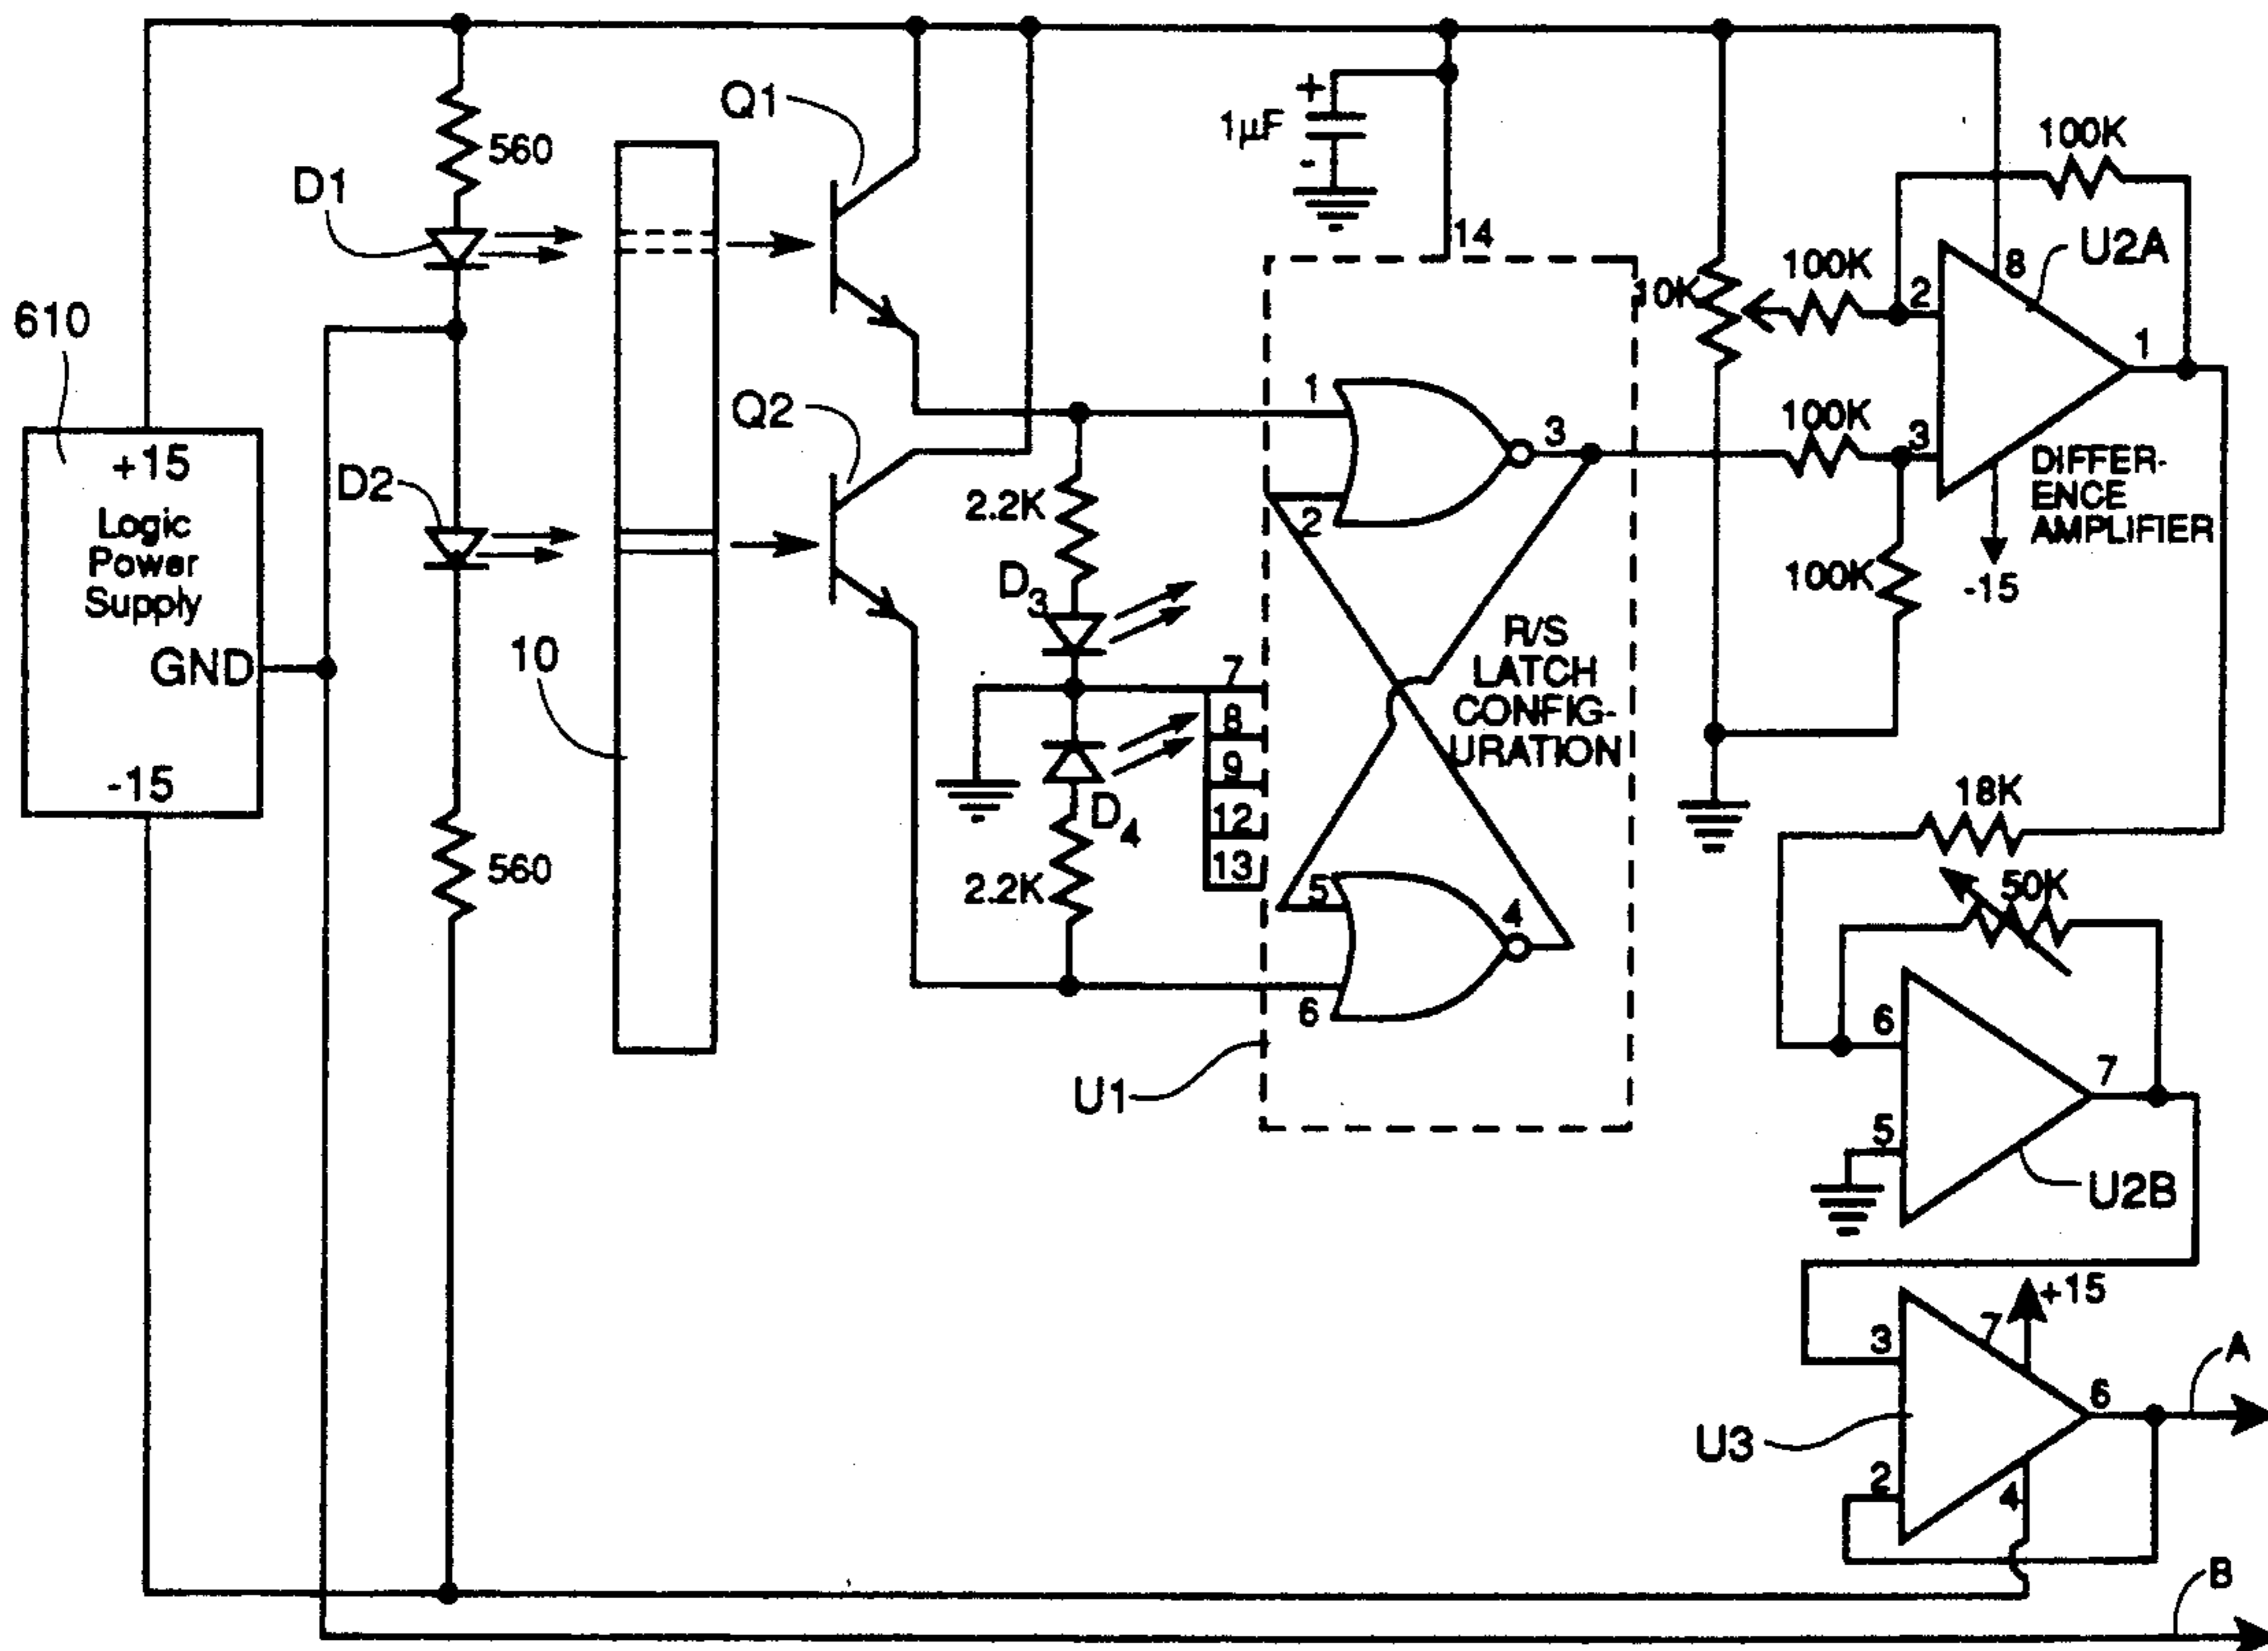 Q1
+
1µF
-
100K
560
D1
14
U2A
8
100K
10K
2
610
1
+15
Logic
Power
Supply
GND
-15
Q2
1
3
100K
3
DIFFER-
ENCE
AMPLIFIER
-15
D2
2.2K
2
D3
100K
10
R/S
LATCH
CONFIG-
URATION
7
8
9
12
13
D4
18K
560
2.2K
5
4
50K
6
6
7
U1
5
U2B
+15
7
3
A
6
U3
2
4
B